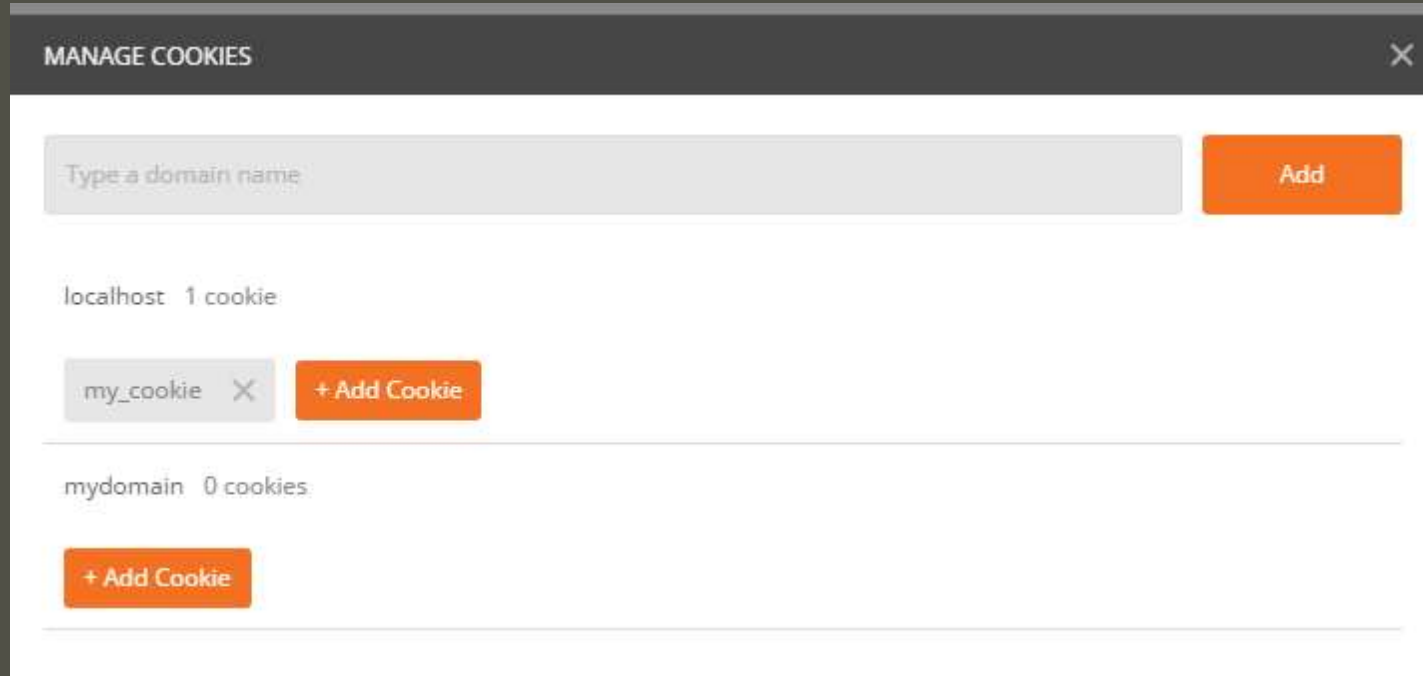 MANAGE COOKIES
Type a domain name
Add
localhost 1 cookie
my_cookie
+ Add Cookie
mydomain 0 cookies
+ Add Cookie